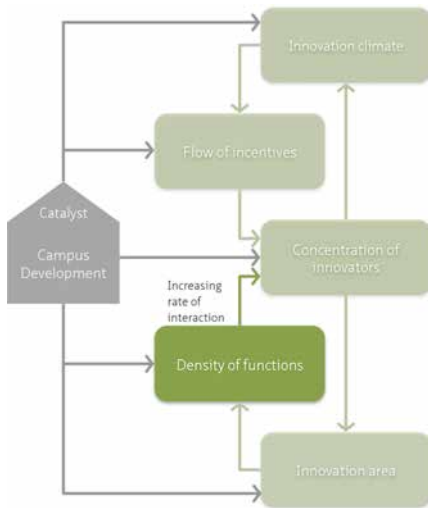 Innovation climate
Flow of incentives
Catalyst
Campus
Development
Concentration of
innovators
Increasing
rate of
interaction
Density of functions
Innovation area